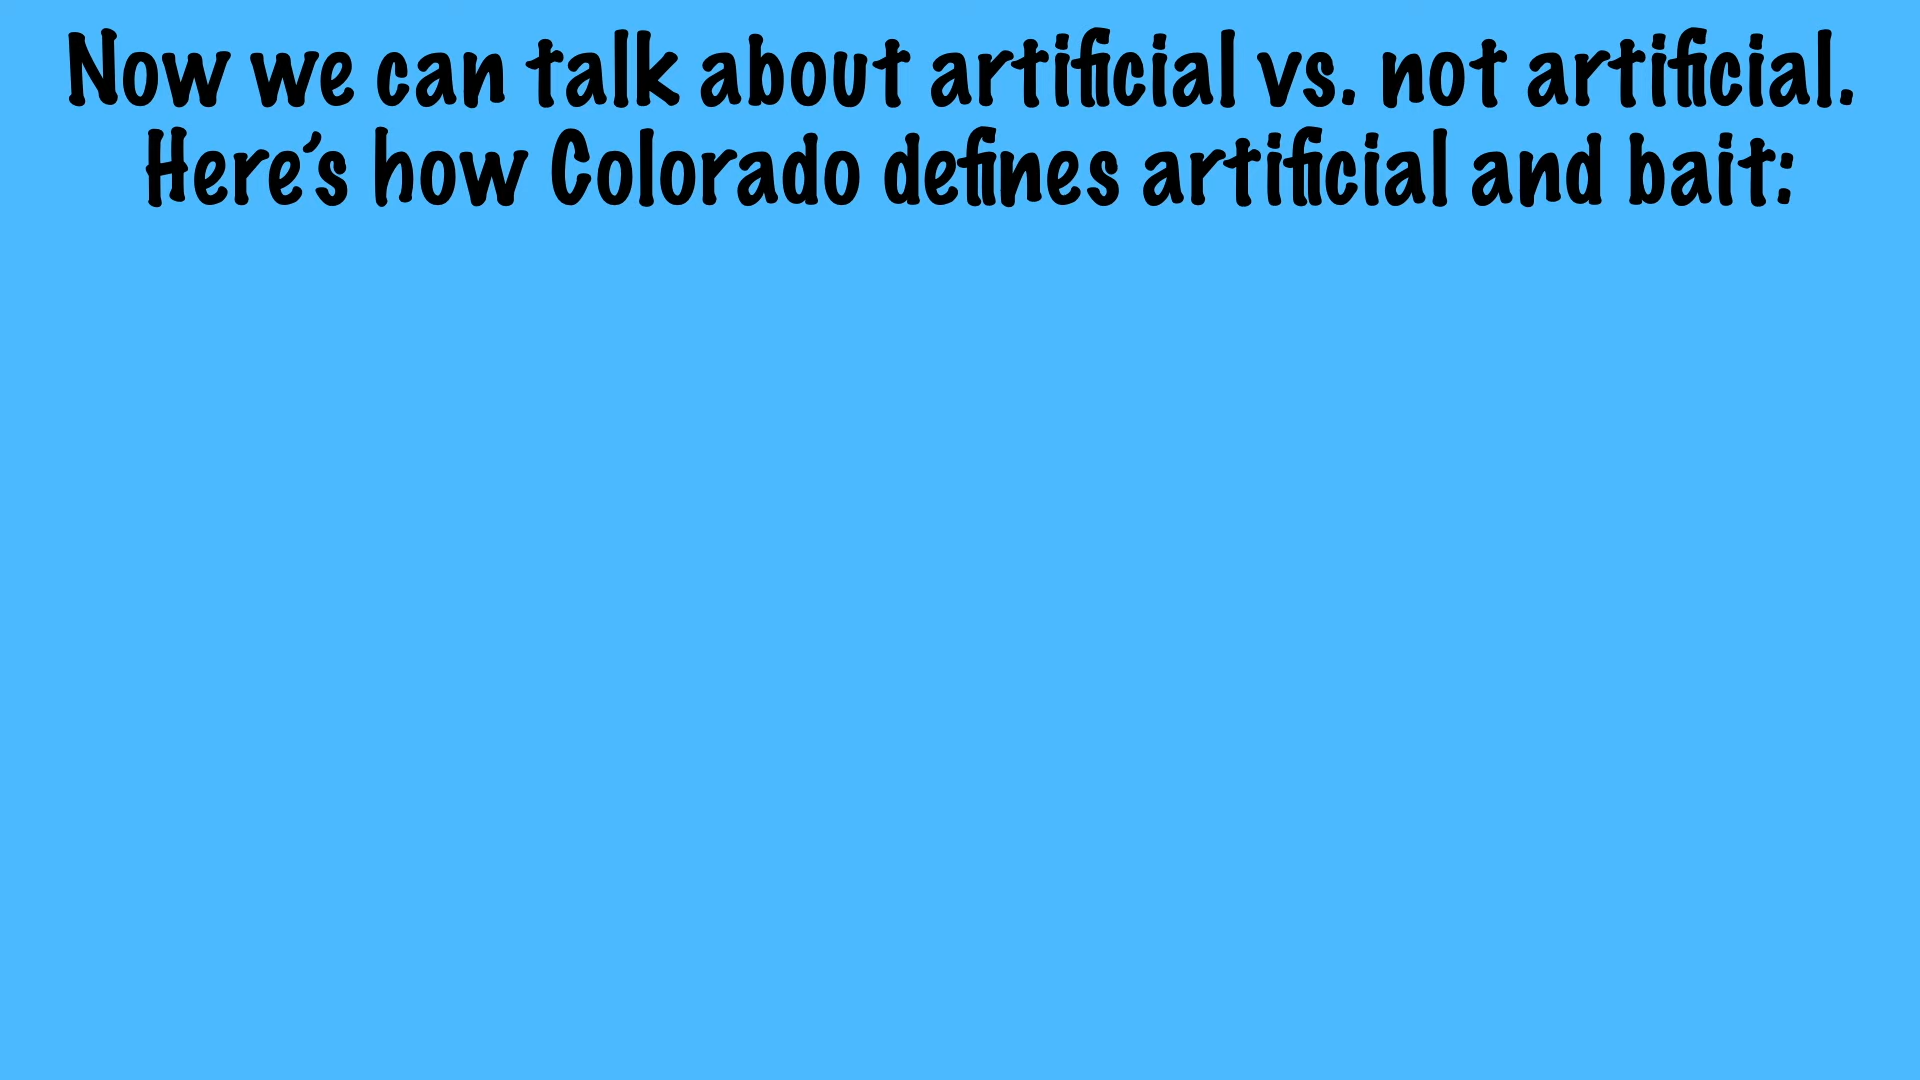 Now we can talk about artificial vs. not artificial.
Here's how Colorado defines artificial and bait: